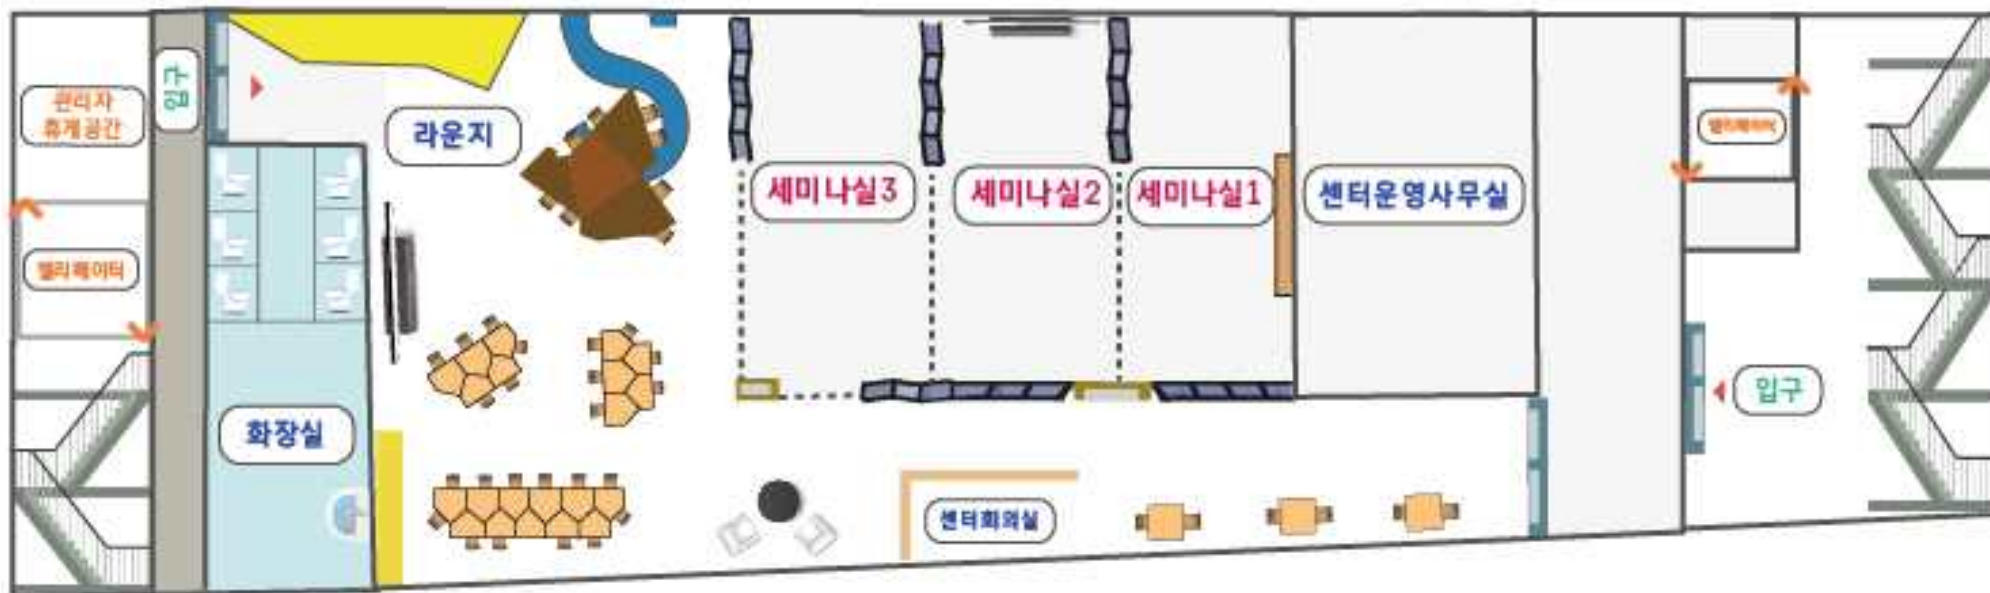 관리자
휴게공간
입구
라운지
세미나실3
세미나실2
세미나실1
센터운영사무실
엘리베이터
엘리베이터
화장실
센터회의실
입구